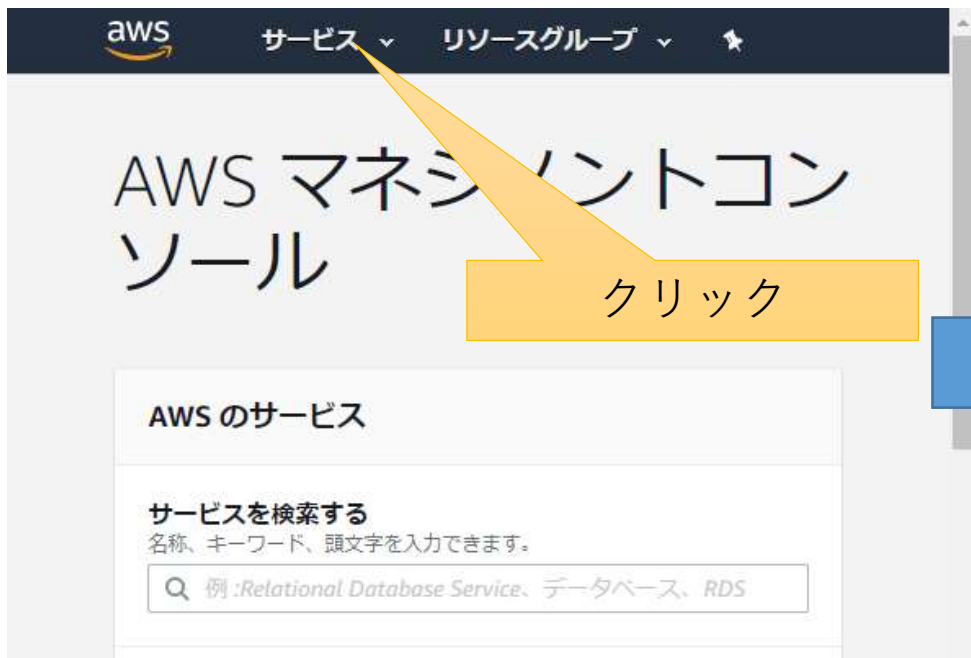 aws サービス リソースグループ
AWS マネジメントコン
ソール
クリック
AWS のサービス
サービスを検索する
名称、キーワード、頭文字を入力できます。
例 :Relational Database Service、データベース、RDS